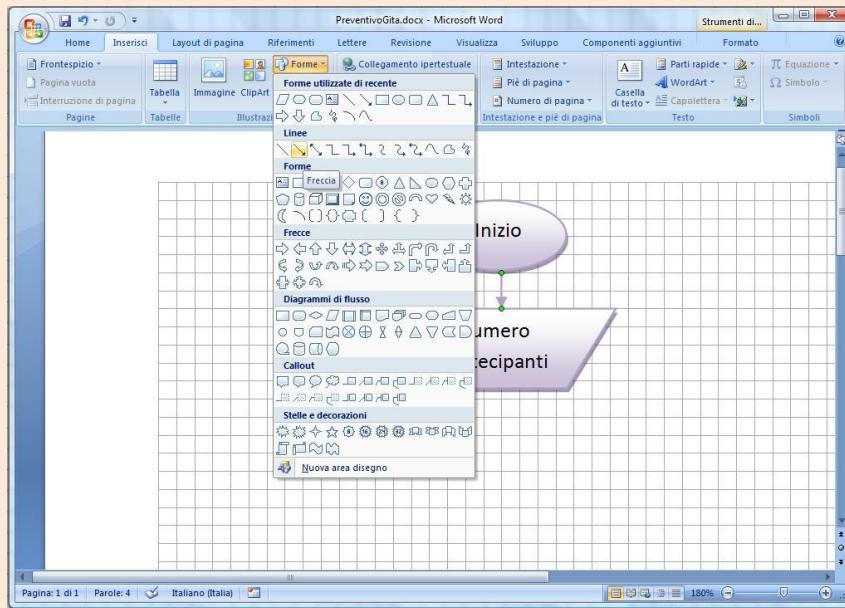 PreventivoGita.docx - Microsoft Word
Strumenti di...
Home Inserisci Layout di pagina Riferimenti Lettere Revisione Visualizza Sviluppo Componenti aggiuntivi Formato
Frontespizio
Pagina vuota
Interruzione di pagina
Pagine
Tabella
Tabelle
Immagine ClipArt
Illustrazi
Forme
Collegamento ipertestuale
Intestazione
Piè di pagina
Numero di pagina
Intestazione e piè di pagina
Casella
di testo
Parti rapide
WordArt
Capolettera
Testo
Equazione
Simbolo
Simboli
Forme utilizzate di recente
Linee
Forme
Freccia
Frecce
Diagrammi di flusso
Callout
Stelle e decorazioni
Nuova area disegno
Inizio
umero
tecipanti
Pagina: 1 di 1 Parole: 4 Italiano (Italia) 180%